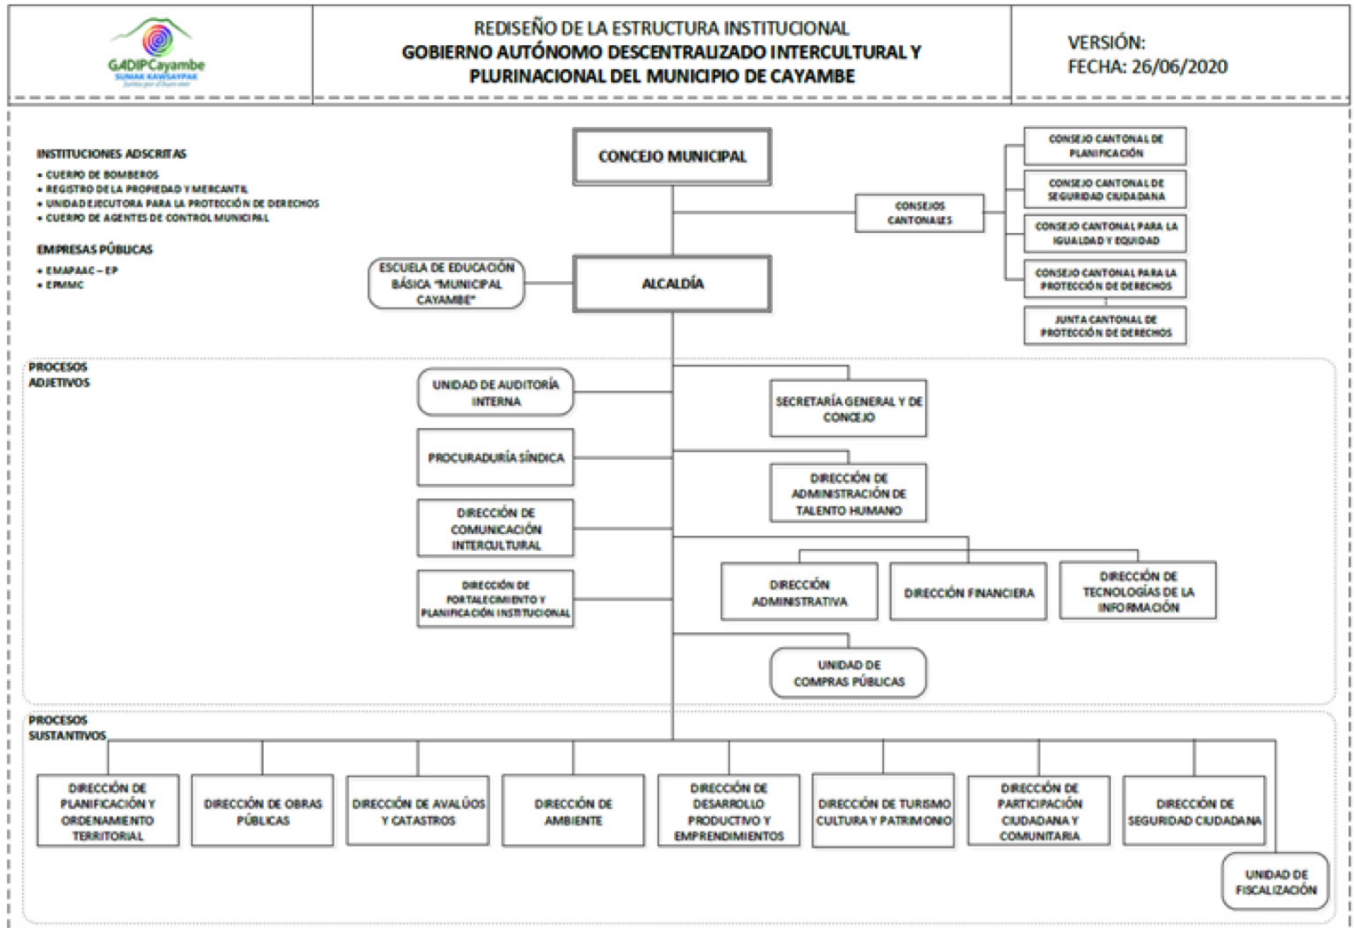 GADIPCayambe
SUMAK KAWSAYPAK
Juntos por el buen vivir
REDISEÑO DE LA ESTRUCTURA INSTITUCIONAL
GOBIERNO AUTÓNOMO DESCENTRALIZADO INTERCULTURAL Y
PLURINACIONAL DEL MUNICIPIO DE CAYAMBE
VERSIÓN:
FECHA: 26/06/2020
INSTITUCIONES ADSCRITAS
• CUERPO DE BOMBEROS
• REGISTRO DE LA PROPIEDAD Y MERCANTIL
• UNIDAD EJECUTORA PARA LA PROTECCIÓN DE DERECHOS
• CUERPO DE AGENTES DE CONTROL MUNICIPAL
EMPRESAS PÚBLICAS
• EMAPAAC – EP
• EPMMC
CONCEJO MUNICIPAL
CONSEJOS
CANTONALES
CONSEJO CANTONAL DE
PLANIFICACIÓN
CONSEJO CANTONAL DE
SEGURIDAD CIUDADANA
CONSEJO CANTONAL PARA LA
IGUALDAD Y EQUIDAD
CONSEJO CANTONAL PARA LA
PROTECCIÓN DE DERECHOS
JUNTA CANTONAL DE
PROTECCIÓN DE DERECHOS
ESCUELA DE EDUCACIÓN
BÁSICA “MUNICIPAL
CAYAMBE”
ALCALDÍA
PROCESOS
ADJETIVOS
UNIDAD DE AUDITORÍA
INTERNA
SECRETARÍA GENERAL Y DE
CONCEJO
PROCURADURÍA SÍNDICA
DIRECCIÓN DE
ADMINISTRACIÓN DE
TALENTO HUMANO
DIRECCIÓN DE
COMUNICACIÓN
INTERCULTURAL
DIRECCIÓN DE
FORTALECIMIENTO Y
PLANIFICACIÓN INSTITUCIONAL
DIRECCIÓN
ADMINISTRATIVA
DIRECCIÓN FINANCIERA
DIRECCIÓN DE
TECNOLOGÍAS DE LA
INFORMACIÓN
UNIDAD DE
COMPRAS PÚBLICAS
PROCESOS
SUSTANTIVOS
DIRECCIÓN DE
PLANIFICACIÓN Y
ORDENAMIENTO
TERRITORIAL
DIRECCIÓN DE OBRAS
PÚBLICAS
DIRECCIÓN DE AVALÚOS
Y CATASTROS
DIRECCIÓN DE
AMBIENTE
DIRECCIÓN DE
DESARROLLO
PRODUCTIVO Y
EMPRENDIMIENTOS
DIRECCIÓN DE TURISMO
CULTURA Y PATRIMONIO
DIRECCIÓN DE
PARTICIPACIÓN
CIUDADANA Y
COMUNITARIA
DIRECCIÓN DE
SEGURIDAD CIUDADANA
UNIDAD DE
FISCALIZACIÓN